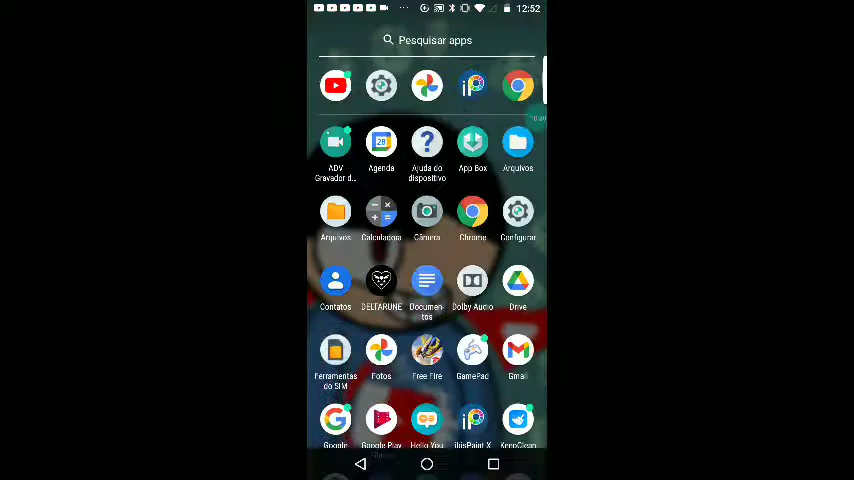 12:52
Pesquisar apps
ADV
Gravador d...
Agenda
Ajuda do
dispositivo
App Box
Arquivos
Arquivos
Calculadora
Câmera
Chrome
Configurar
Contatos
DELTARUNE
Documen-
tos
Dolby Audio
Drive
Ferramentas
do SIM
Fotos
Free Fire
GamePad
Gmail
Google
Google Play
Hello You
ibisPaint X
KeepClean